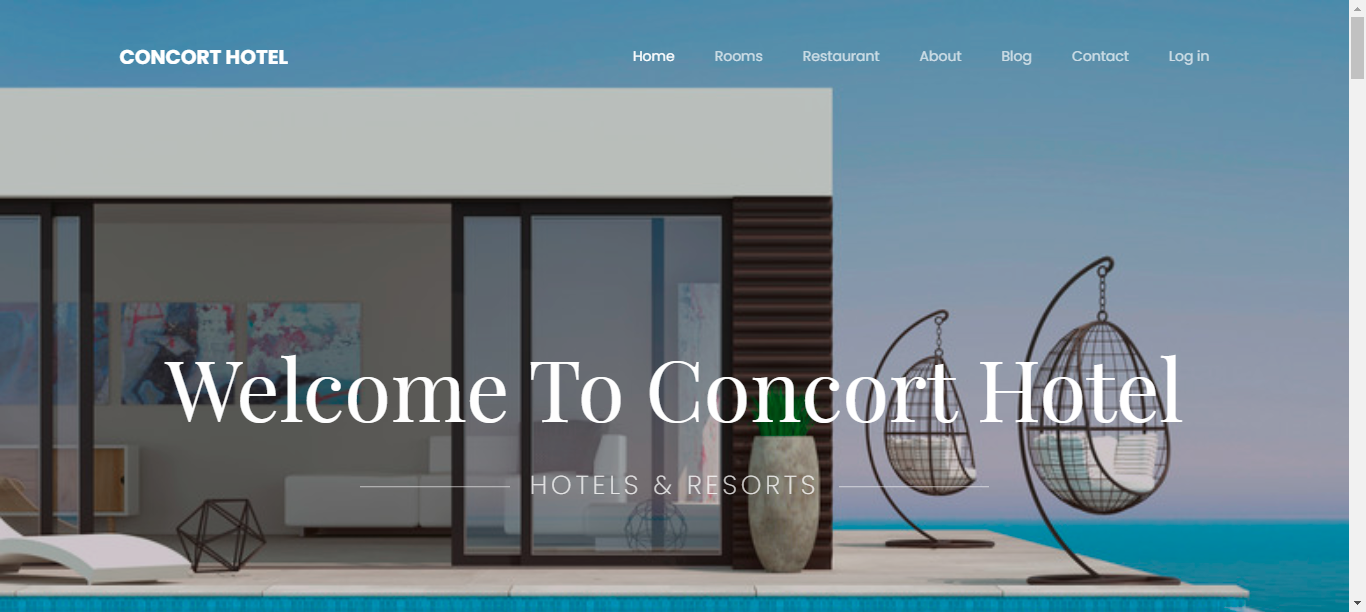 CONCORT HOTEL
Home Rooms Restaurant About Blog Contact Log in
Welcome To Concort Hotel
HOTELS & RESORTS